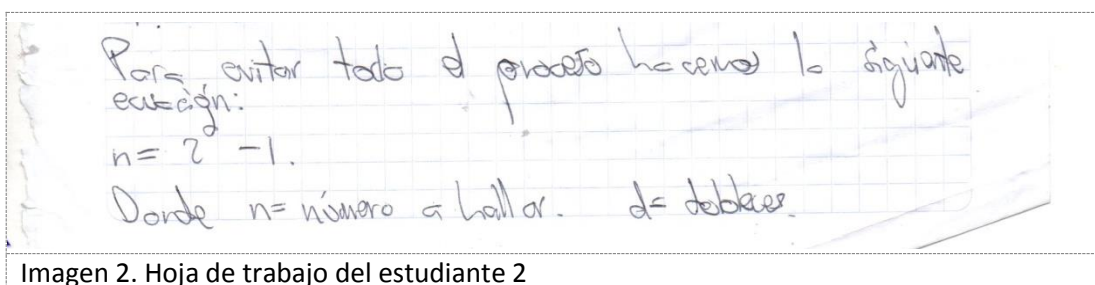 Para evitar todo el proceso hacemos la siguiente
ecuación:
n= 2^d -1.
Donde n= número a hallar. d= dobleces.
Imagen 2. Hoja de trabajo del estudiante 2